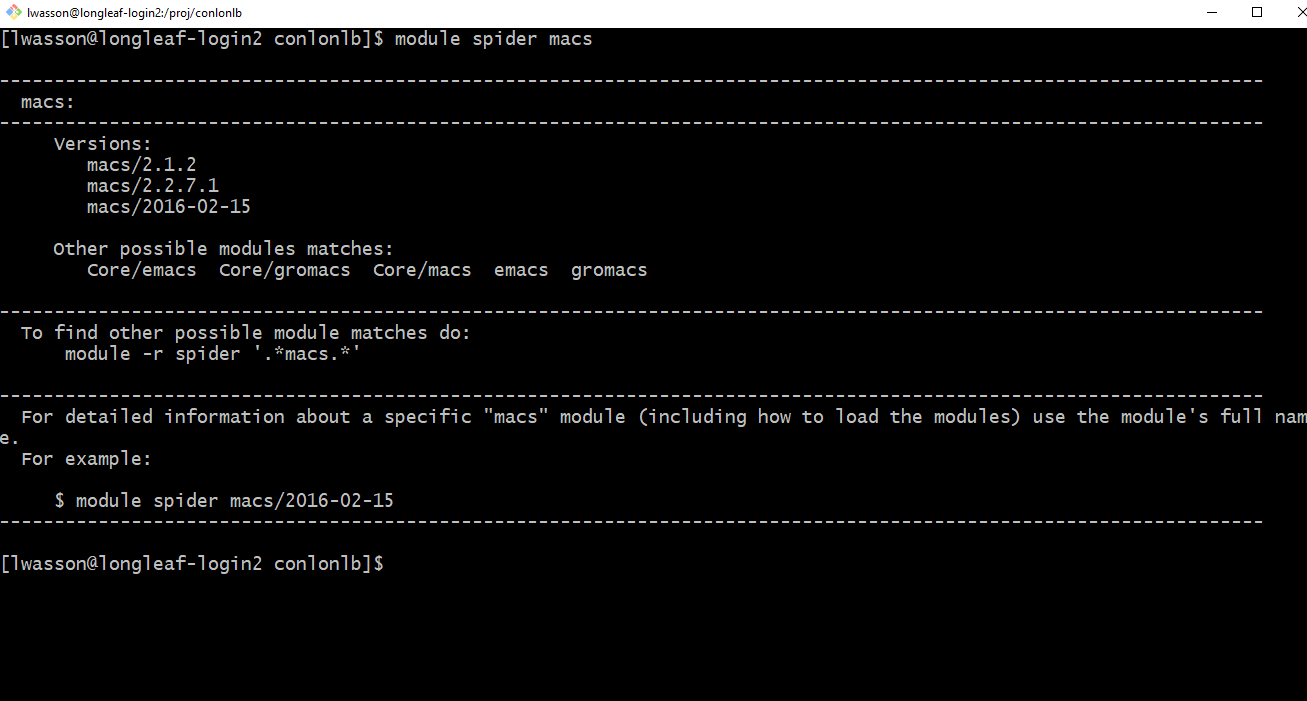 lwasson@longleaf-login2:/proj/conlonlb
[lwasson@longleaf-login2 conlonlb]$ module spider macs
-------------------------------------------------------------------------------------------------------------------
macs:
-------------------------------------------------------------------------------------------------------------------
Versions:
macs/2.1.2
macs/2.2.7.1
macs/2016-02-15
Other possible modules matches:
Core/emacs  Core/gromacs  Core/macs  emacs  gromacs
-------------------------------------------------------------------------------------------------------------------
To find other possible module matches do:
module -r spider '.*macs.*'
-------------------------------------------------------------------------------------------------------------------
For detailed information about a specific "macs" module (including how to load the modules) use the module's full nam
e.
For example:
$ module spider macs/2016-02-15
-------------------------------------------------------------------------------------------------------------------
[lwasson@longleaf-login2 conlonlb]$